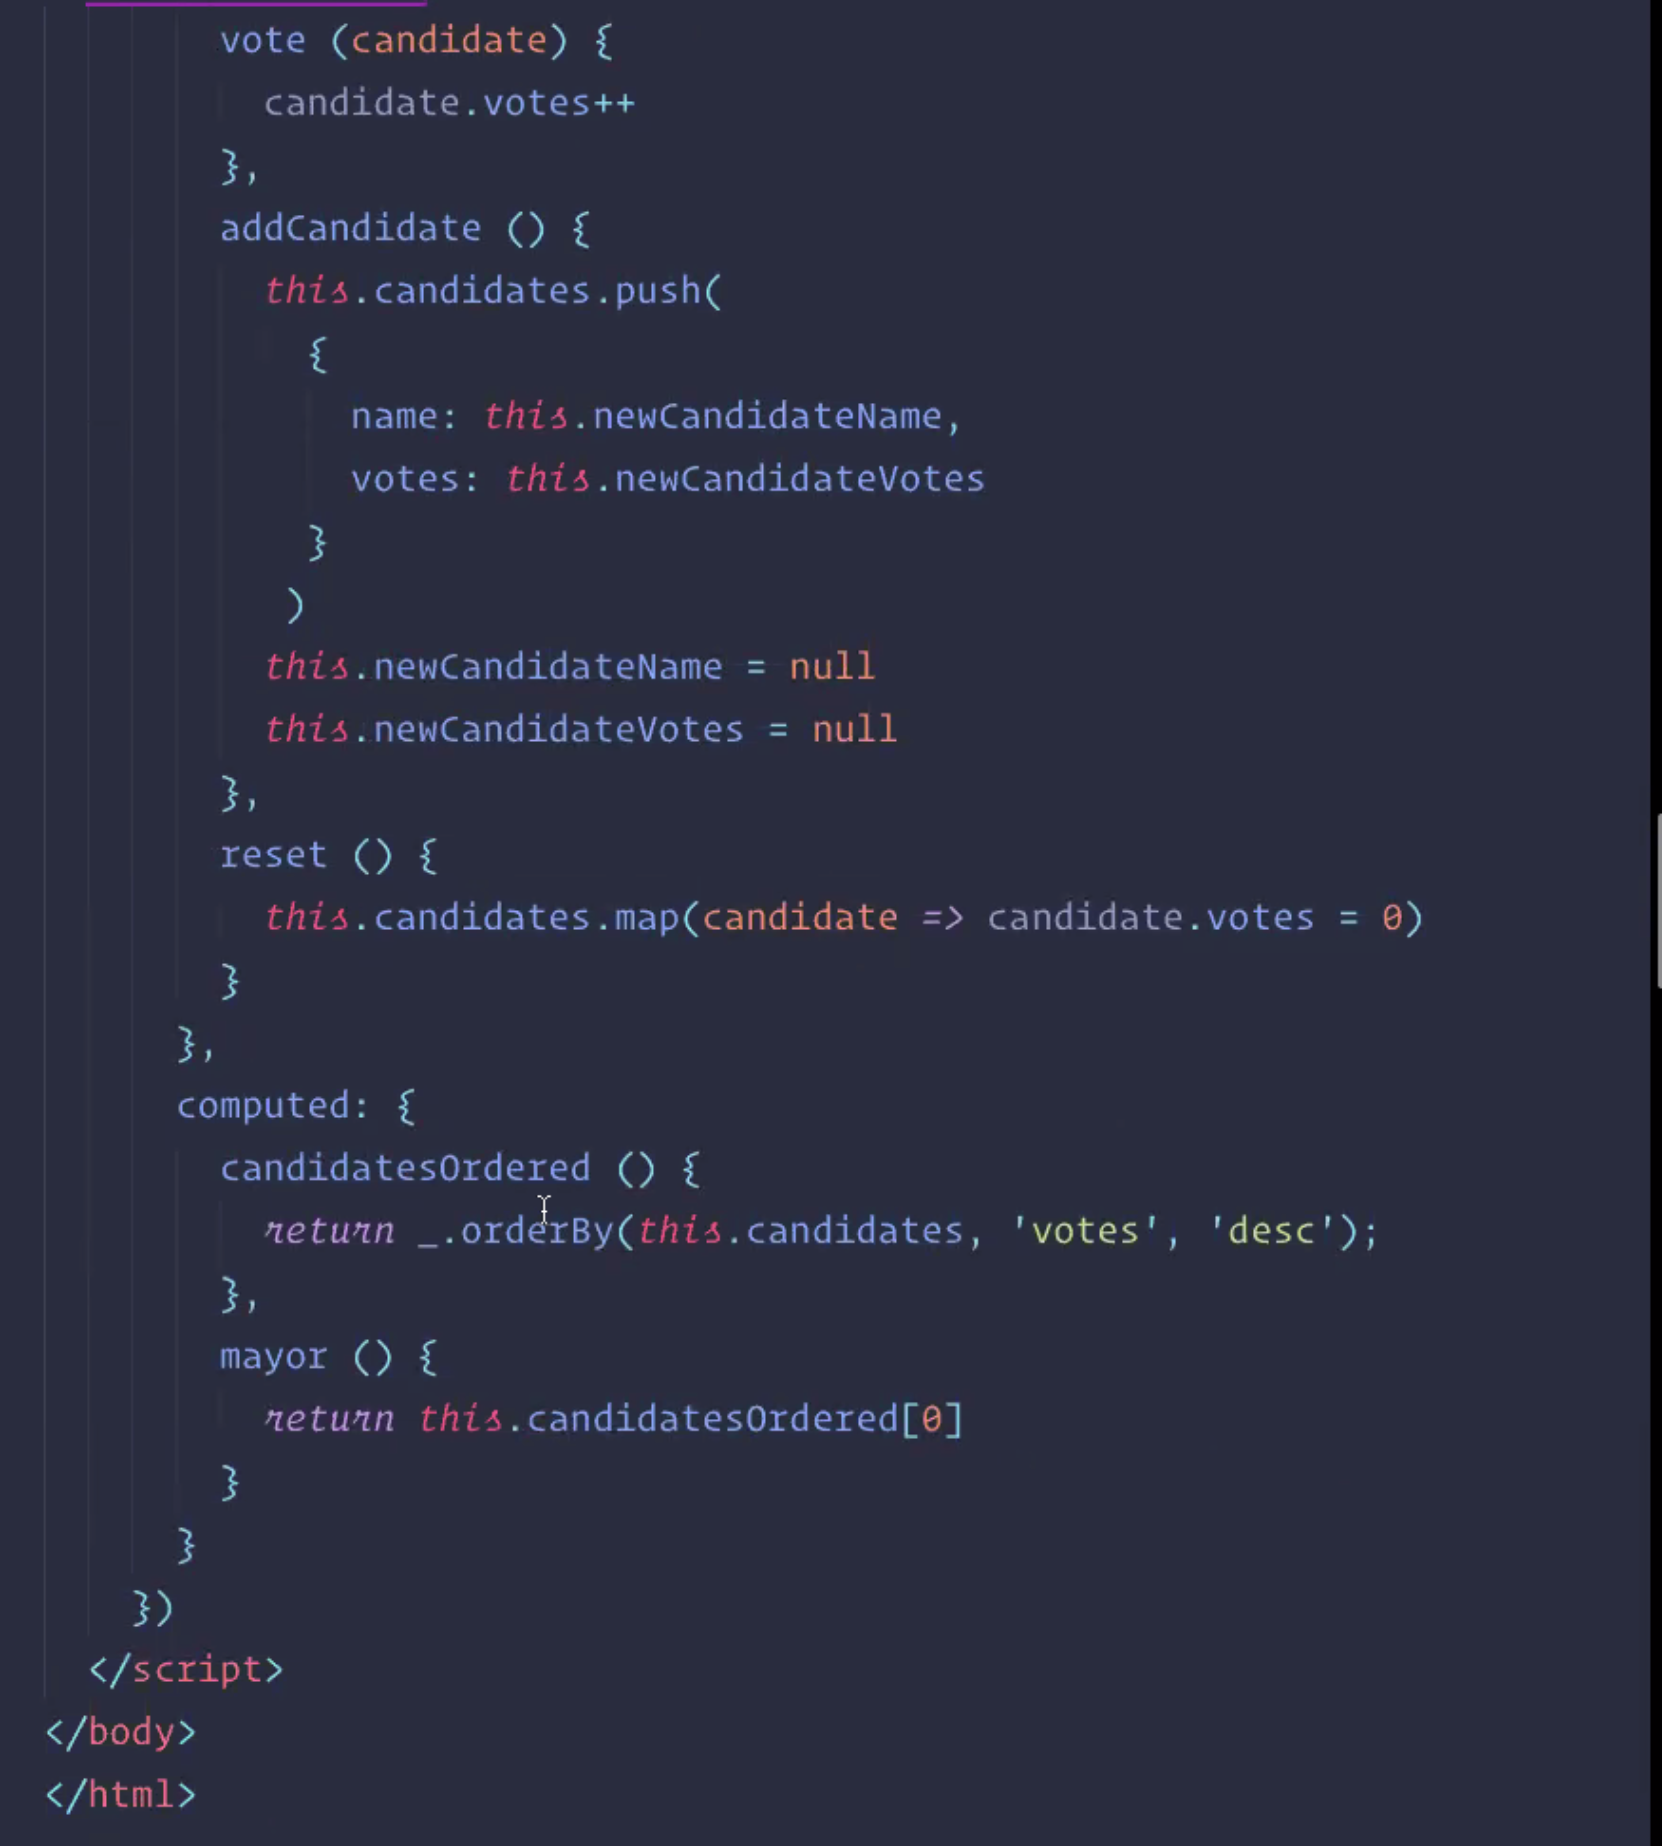 vote (candidate) {
candidate.votes++
},
addCandidate () {
this.candidates.push(
{
name: this.newCandidateName,
votes: this.newCandidateVotes
}
)
this.newCandidateName = null
this.newCandidateVotes = null
},
reset () {
this.candidates.map(candidate => candidate.votes = 0)
}
},
computed: {
candidatesOrdered () {
return _.orderBy(this.candidates, 'votes', 'desc');
},
mayor () {
return this.candidatesOrdered[0]
}
}
})
</script>
</body>
</html>